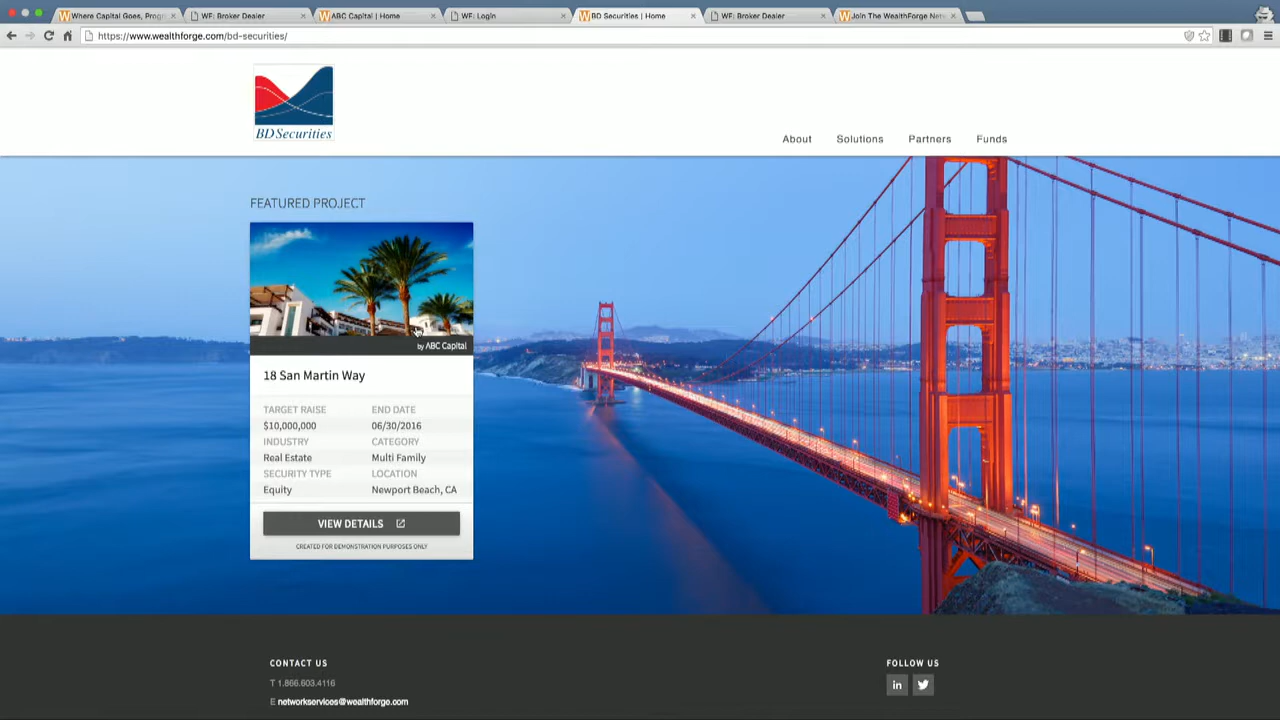 Where Capital Goes, Progr
WF: Broker Dealer
ABC Capital | Home
WF: Login
BD Securities | Home
WF: Broker Dealer
Join The WealthForge Net
https://www.wealthforge.com/bd-securities/
BD Securities
About
Solutions
Partners
Funds
FEATURED PROJECT
by ABC Capital
18 San Martin Way
TARGET RAISE
END DATE
$10,000,000
06/30/2016
INDUSTRY
CATEGORY
Real Estate
Multi Family
SECURITY TYPE
LOCATION
Equity
Newport Beach, CA
VIEW DETAILS
CREATED FOR DEMONSTRATION PURPOSES ONLY
CONTACT US
FOLLOW US
T 1.866.603.4116
in
E networkservices@wealthforge.com